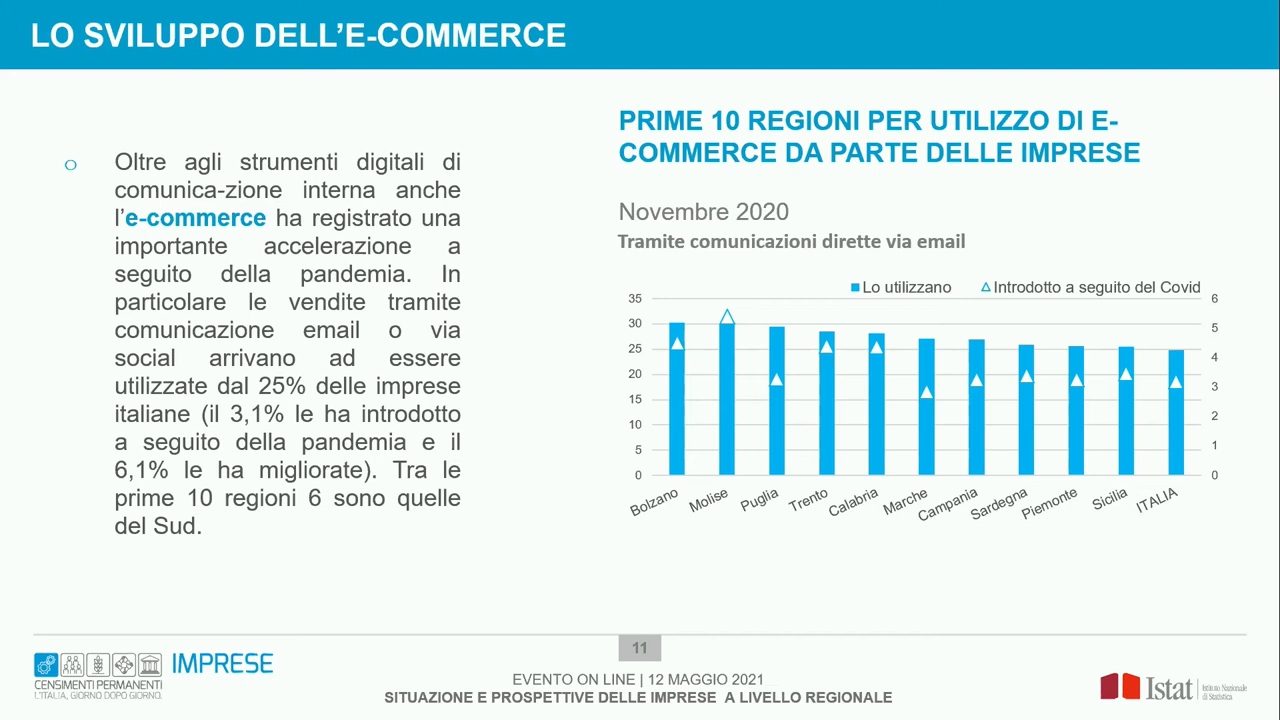 LO SVILUPPO DELL'E-COMMERCE
Oltre agli strumenti digitali di
comunica-zione interna anche
l'e-commerce ha registrato una
importante accelerazione a
seguito della pandemia. In
particolare le vendite tramite
comunicazione email o via
social arrivano ad essere
utilizzate dal 25% delle imprese
italiane (il 3,1% le ha introdotto
a seguito della pandemia e il
6,1% le ha migliorate). Tra le
prime 10 regioni 6 sono quelle
del Sud.
PRIME 10 REGIONI PER UTILIZZO DI E-
COMMERCE DA PARTE DELLE IMPRESE
Novembre 2020
Tramite comunicazioni dirette via email
Lo utilizzano
Introdotto a seguito del Covid
35
30
25
20
15
10
5
0
6
5
4
3
2
1
0
Bolzano
Molise
Puglia
Trento
Calabria
Marche
Campania
Sardegna
Piemonte
Sicilia
ITALIA
11
IMPRESE
CENSIMENTI PERMANENTI
L'ITALIA, GIORNO DOPO GIORNO.
EVENTO ON LINE | 12 MAGGIO 2021
SITUAZIONE E PROSPETTIVE DELLE IMPRESE A LIVELLO REGIONALE
Istat
Istituto Nazionale
di Statistica